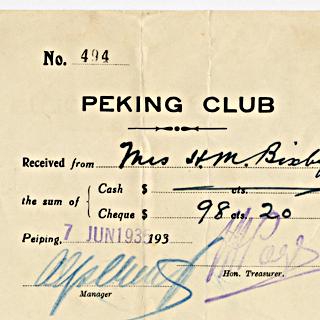 No. 494
PEKING CLUB
Received from Mrs H. M. Bixby
the sum of { Cash $ cts.
Cheque $ 98 cts. 20
Peiping, 7 JUN 1935 193
Hon. Treasurer.
Manager